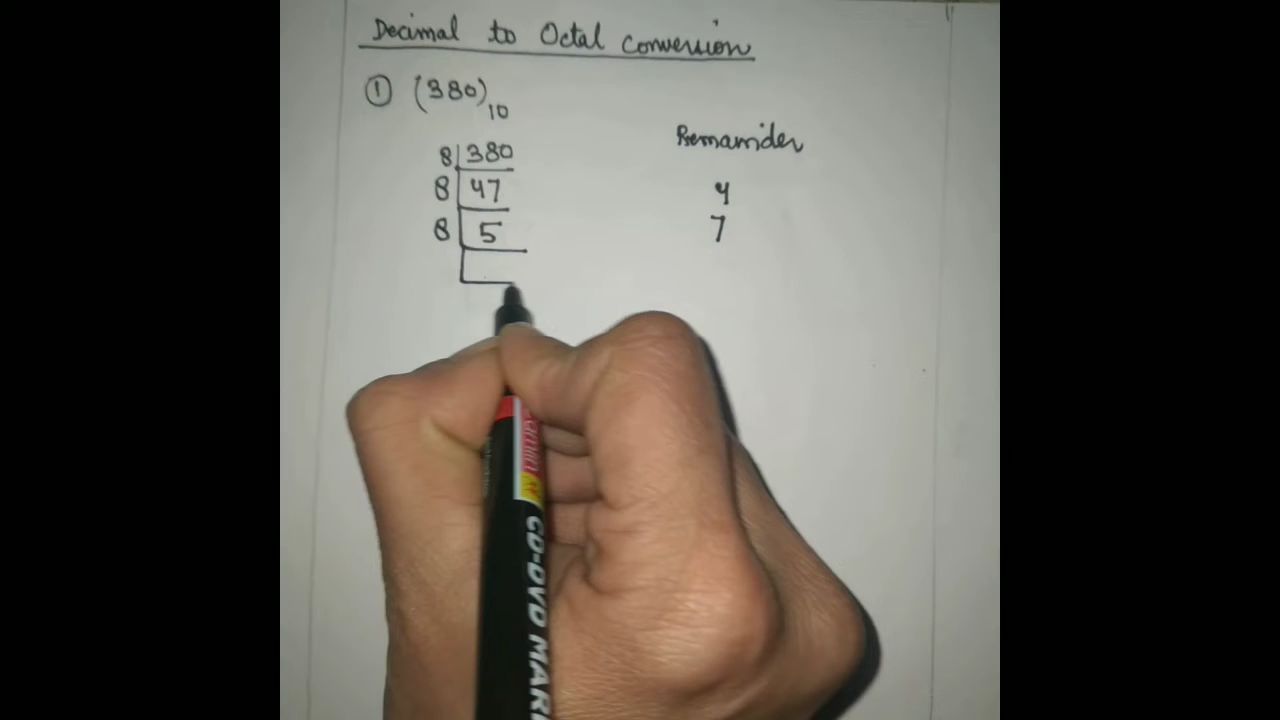 Decimal to Octal Conversion
① (380)10
Remainder
8 380
8 47 4
8 5 7
CD-DVD MAR